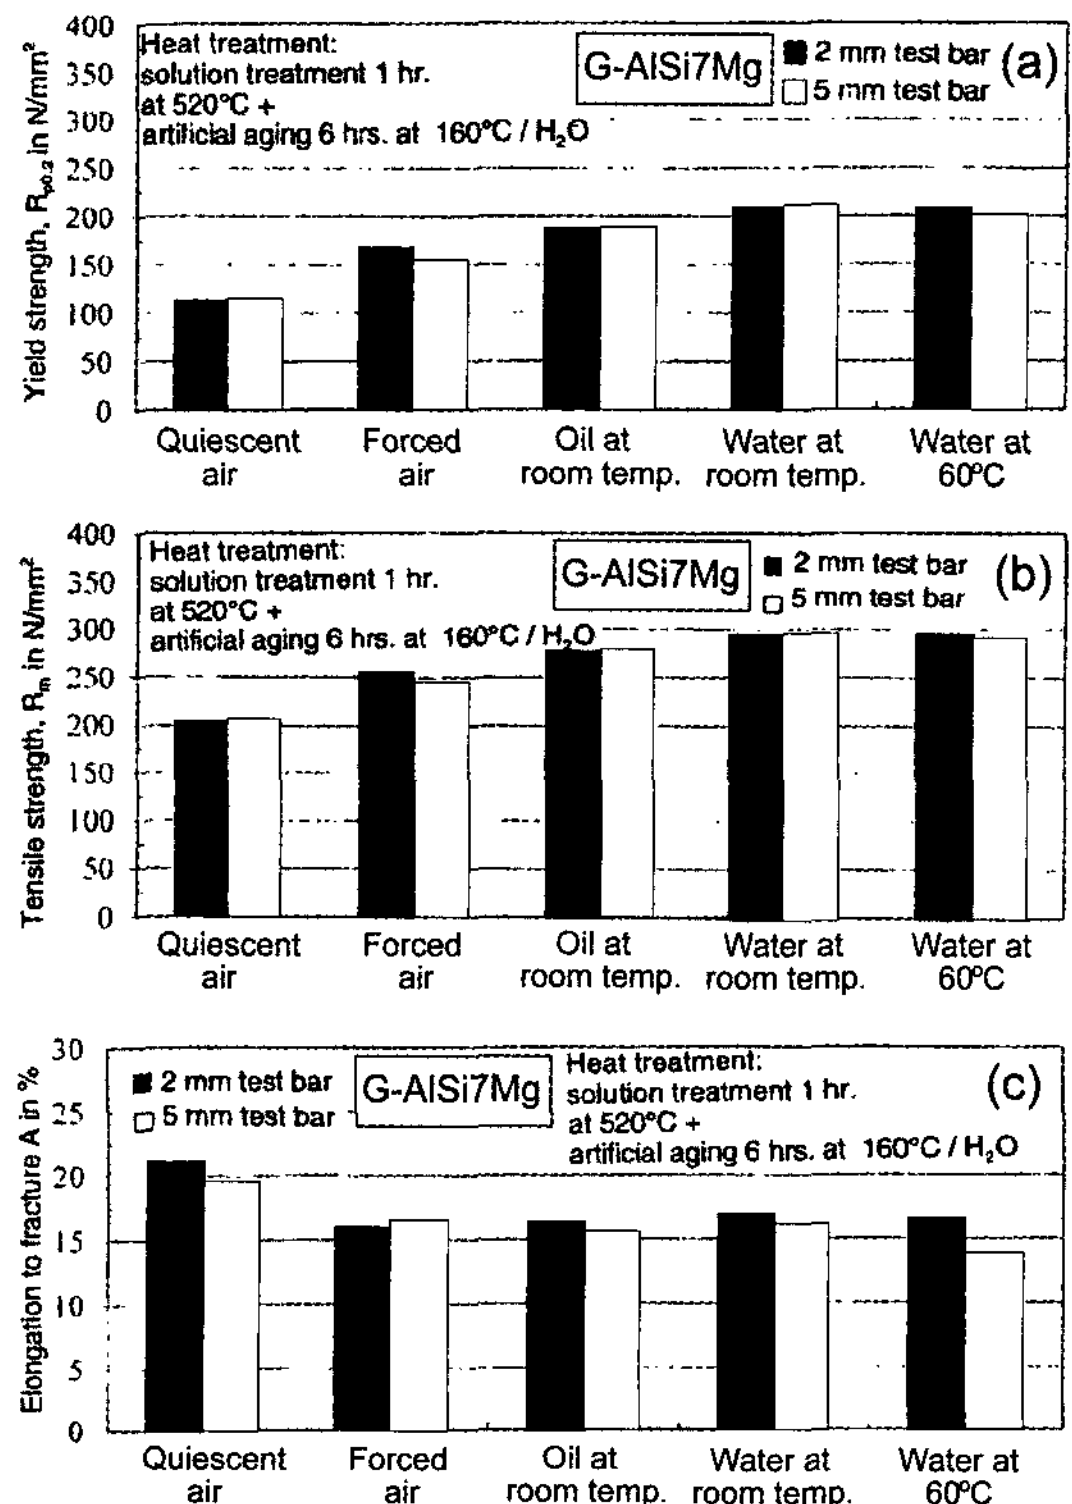 Yield strength, Rp0.2 in N/mm²
400
350
300
250
200
150
100
50
0
Heat treatment:
solution treatment 1 hr.
at 520°C +
artificial aging 6 hrs. at 160°C / H₂O
G-AlSi7Mg
2 mm test bar
5 mm test bar
(a)
Quiescent
air
Forced
air
Oil at
room temp.
Water at
room temp.
Water at
60ºC
Tensile strength, Rm in N/mm²
400
350
300
250
200
150
100
50
0
Heat treatment:
solution treatment 1 hr.
at 520°C +
artificial aging 6 hrs. at 160°C / H₂O
G-AlSi7Mg
2 mm test bar
5 mm test bar
(b)
Quiescent
air
Forced
air
Oil at
room temp.
Water at
room temp.
Water at
60ºC
Elongation to fracture A in %
30
25
20
15
10
5
0
2 mm test bar
5 mm test bar
G-AlSi7Mg
Heat treatment:
solution treatment 1 hr.
at 520°C +
artificial aging 6 hrs. at 160°C / H₂O
(c)
Quiescent
air
Forced
air
Oil at
room temp.
Water at
room temp.
Water at
60ºC